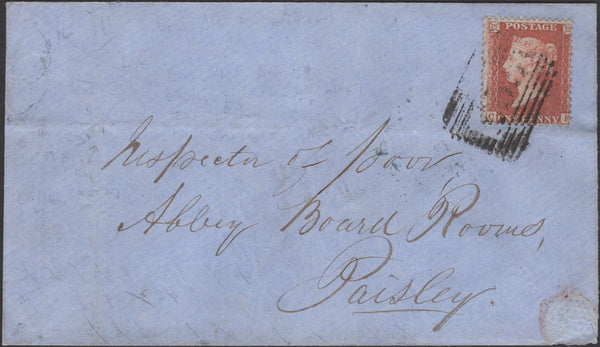 POSTAGE
ONE PENNY
Inspector of poor
Abbey Board Rooms,
Paisley.